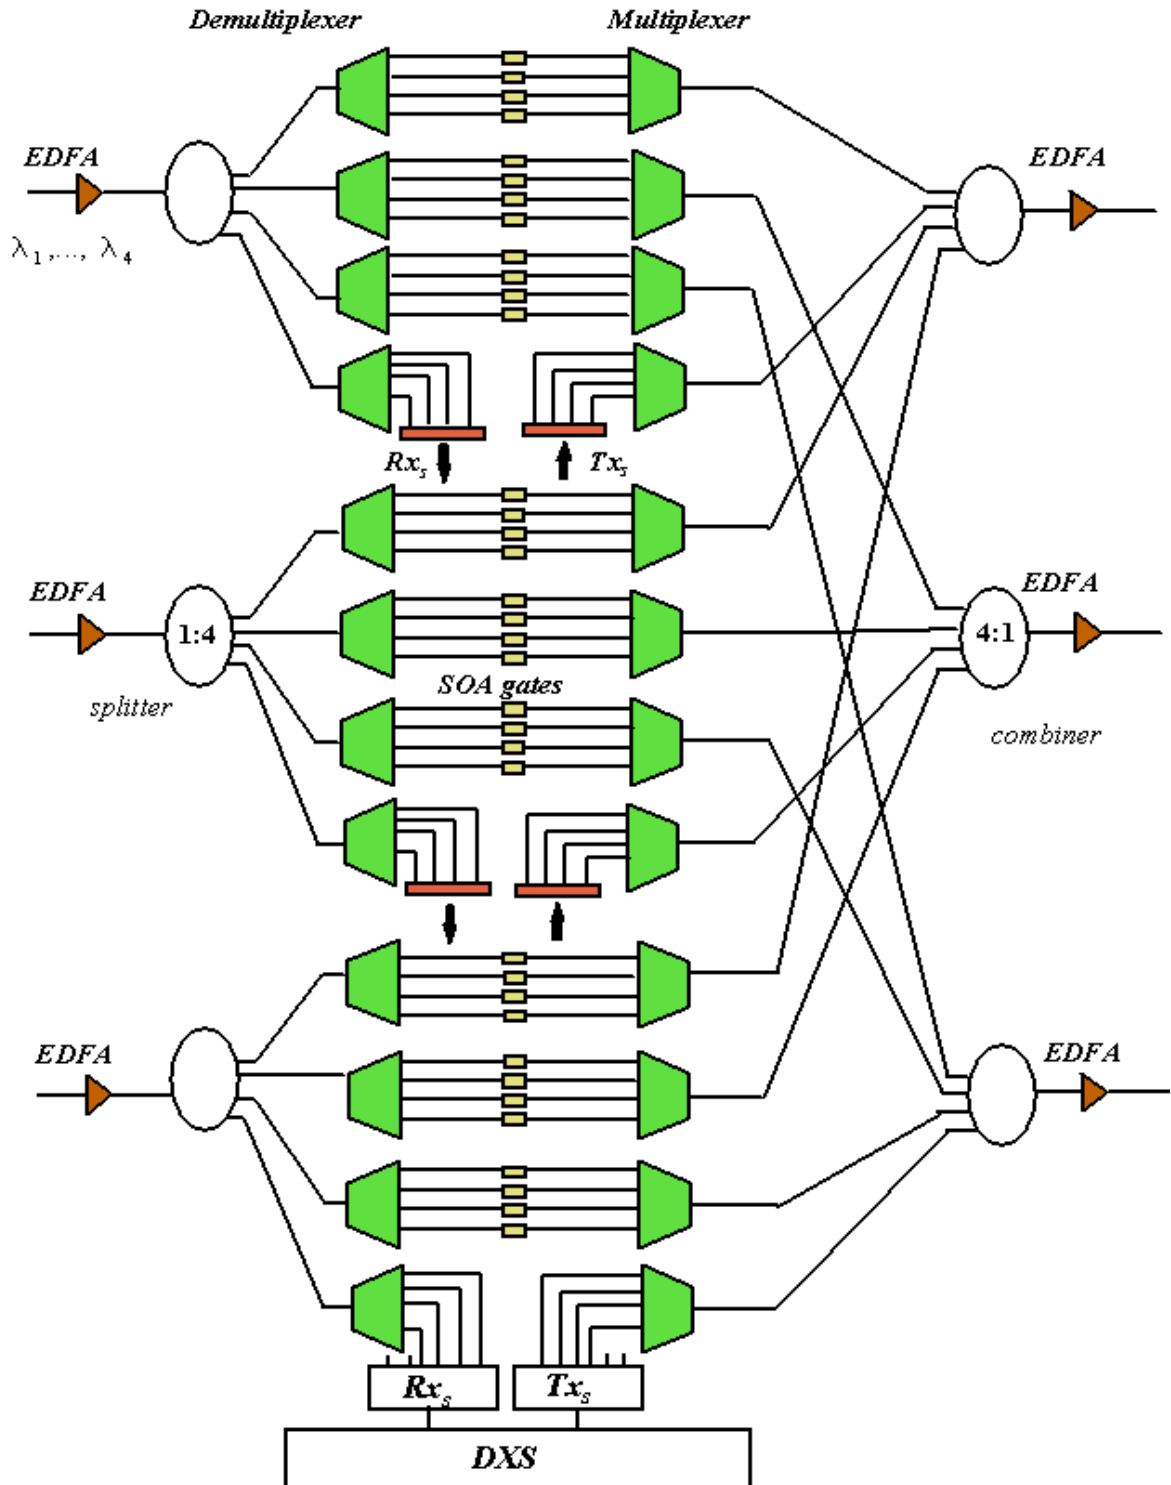 Demultiplexer Multiplexer
EDFA EDFA
λ1,..., λ4
Rxs Txs
EDFA EDFA
1:4 4:1
SOA gates
splitter combiner
EDFA EDFA
Rxs Txs
DXS